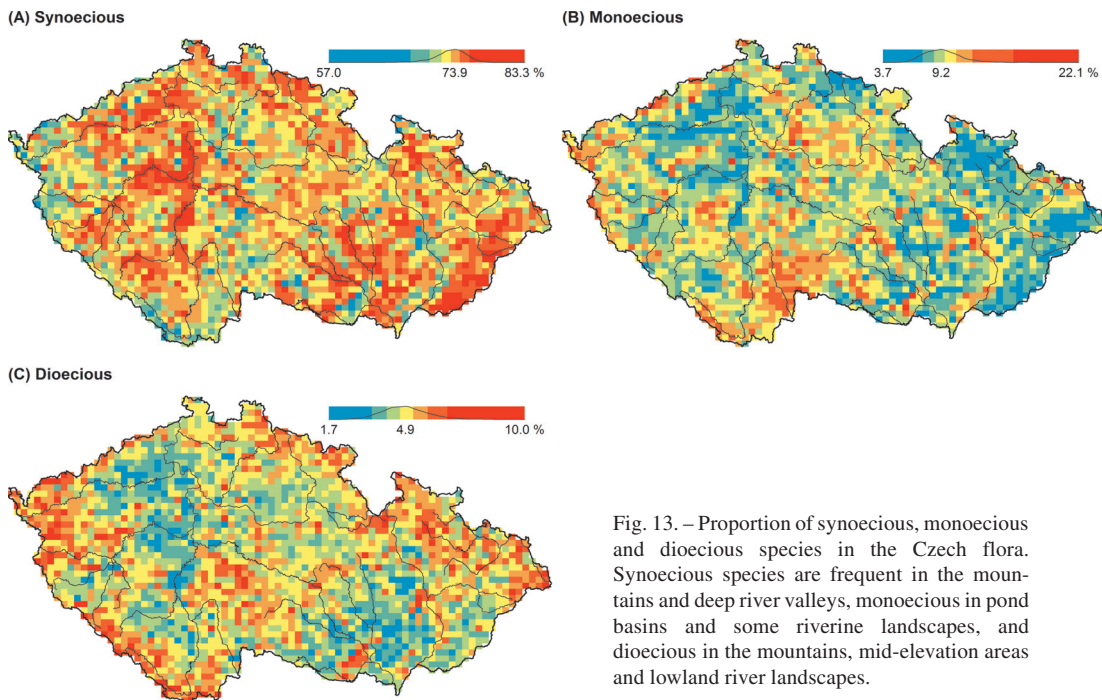 (A) Synoecious
57.0 73.9 83.3 %
(B) Monoecious
3.7 9.2 22.1 %
(C) Dioecious
1.7 4.9 10.0 %
Fig. 13. – Proportion of synoecious, monoecious
and dioecious species in the Czech flora.
Synoecious species are frequent in the moun-
tains and deep river valleys, monoecious in pond
basins and some riverine landscapes, and
dioecious in the mountains, mid-elevation areas
and lowland river landscapes.